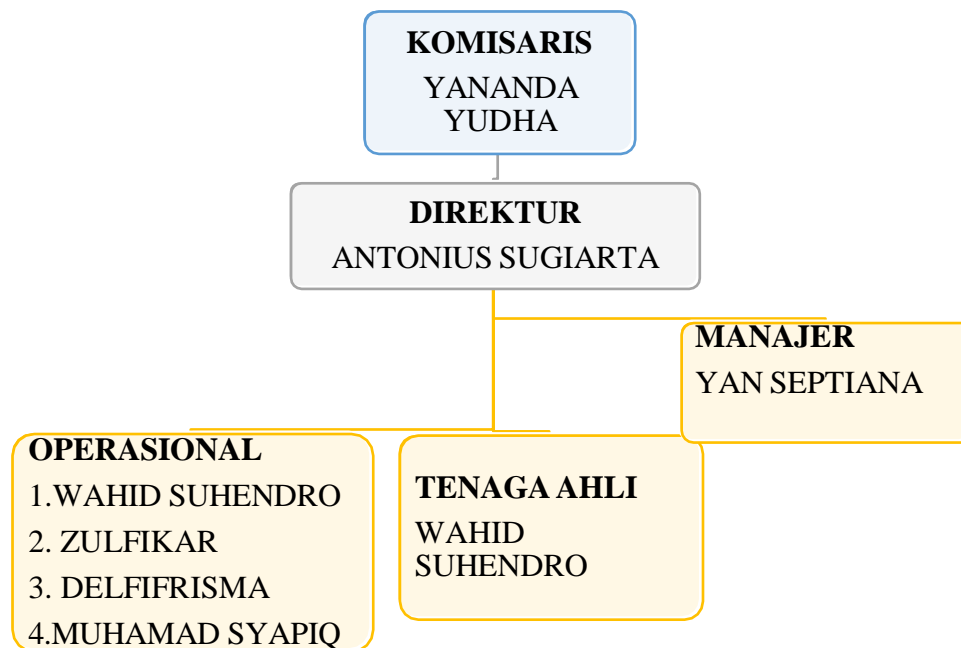 KOMISARIS
YANANDA
YUDHA
DIREKTUR
ANTONIUS SUGIARTA
MANAJER
YAN SEPTIANA
OPERASIONAL
1.WAHID SUHENDRO
2. ZULFIKAR
3. DELFIFRISMA
4.MUHAMAD SYAPIQ
TENAGA AHLI
WAHID
SUHENDRO